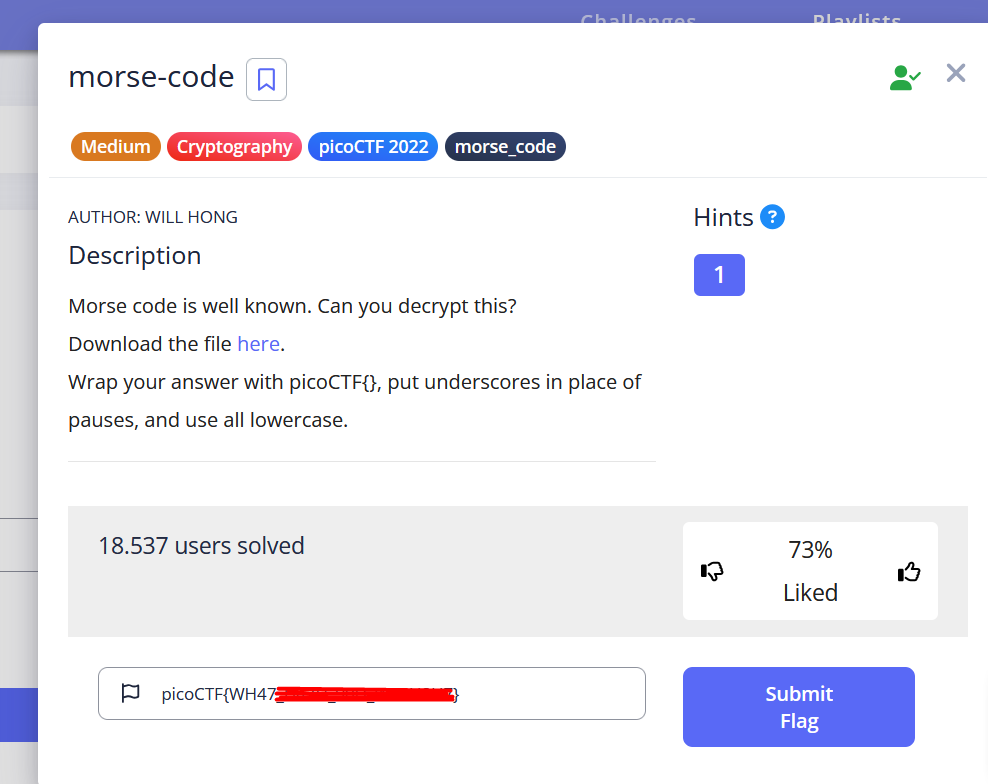 Challenges Playlists
morse-code
Medium Cryptography picoCTF 2022 morse_code
AUTHOR: WILL HONG
Hints ?
Description
1
Morse code is well known. Can you decrypt this?
Download the file here.
Wrap your answer with picoCTF{}, put underscores in place of
pauses, and use all lowercase.
18.537 users solved
73%
Liked
picoCTF{WH47 }
Submit
Flag